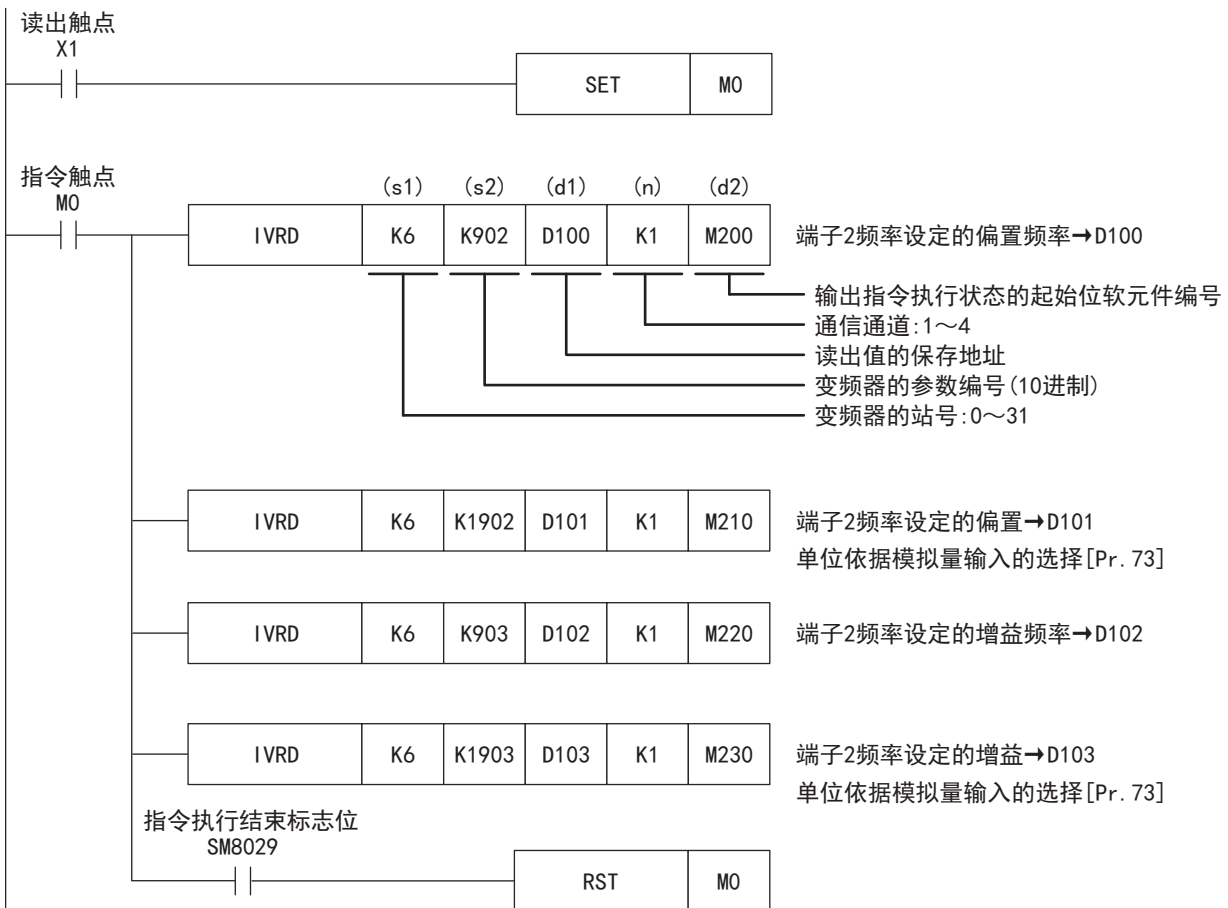 读出触点
X1
SET M0
指令触点
M0
(s1) (s2) (d1) (n) (d2)
IVRD K6 K902 D100 K1 M200 端子2频率设定的偏置频率→D100
输出指令执行状态的起始位软元件编号
通信通道:1～4
读出值的保存地址
变频器的参数编号(10进制)
变频器的站号:0～31
IVRD K6 K1902 D101 K1 M210 端子2频率设定的偏置→D101
单位依据模拟量输入的选择[Pr.73]
IVRD K6 K903 D102 K1 M220 端子2频率设定的增益频率→D102
IVRD K6 K1903 D103 K1 M230 端子2频率设定的增益→D103
单位依据模拟量输入的选择[Pr.73]
指令执行结束标志位
SM8029
RST M0